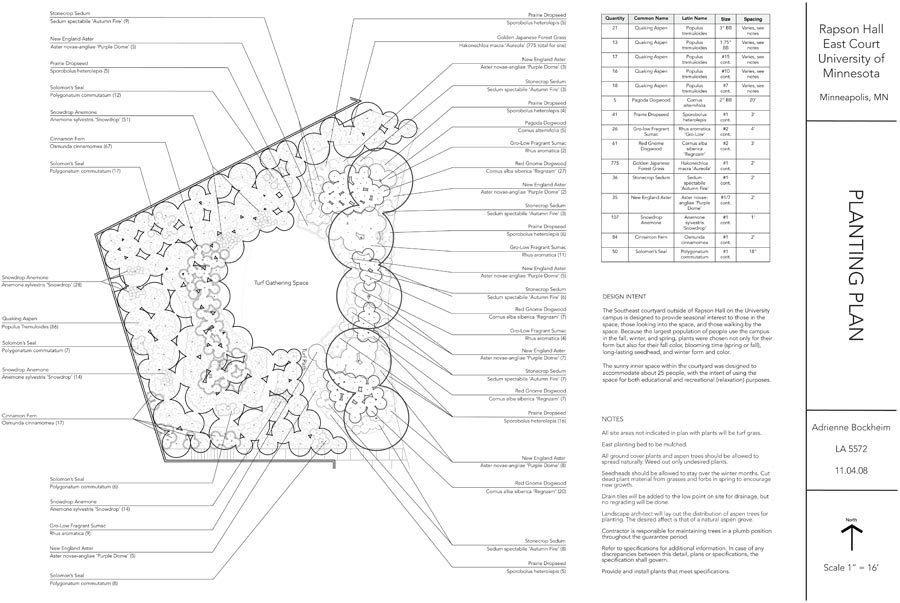 Stonecrop Sedum
Sedum spectabile 'Autumn Fire' (9)
New England Aster
Aster novae-angliae 'Purple Dome' (5)
Prairie Dropseed
Sporobolus heterolepis (5)
Solomon's Seal
Polygonatum commutatum (12)
Snowdrop Anemone
Anemone sylvestris 'Snowdrop' (51)
Cinnamon Fern
Osmunda cinnamomea (67)
Solomon's Seal
Polygonatum commutatum (17)
Snowdrop Anemone
Anemone sylvestris 'Snowdrop' (28)
Quaking Aspen
Populus Tremuloides (66)
Solomon's Seal
Polygonatum commutatum (7)
Snowdrop Anemone
Anemone sylvestris 'Snowdrop' (14)
Cinnamon Fern
Osmunda cinnamomea (17)
Solomon's Seal
Polygonatum commutatum (6)
Snowdrop Anemone
Anemone sylvestris 'Snowdrop' (14)
Gro-Low Fragrant Sumac
Rhus aromatica (9)
New England Aster
Aster novae-angliae 'Purple Dome' (5)
Solomon's Seal
Polygonatum commutatum (8)
Turf Gathering Space
Prairie Dropseed
Sporobolus heterolepis (5)
Golden Japanese Forest Grass
Hakonechloa macra 'Aureola' (775 total for site)
New England Aster
Aster novae-angliae 'Purple Dome' (3)
Stonecrop Sedum
Sedum spectabile 'Autumn Fire' (3)
Prairie Dropseed
Sporobolus heterolepis (4)
Pagoda Dogwood
Cornus alternifolia (5)
Gro-Low Fragrant Sumac
Rhus aromatica (2)
Red Gnome Dogwood
Cornus alba siberica 'Regnzam' (27)
New England Aster
Aster novae-angliae 'Purple Dome' (2)
Stonecrop Sedum
Sedum spectabile 'Autumn Fire' (3)
Prairie Dropseed
Sporobolus heterolepis (6)
Gro-Low Fragrant Sumac
Rhus aromatica (11)
New England Aster
Aster novae-angliae 'Purple Dome' (5)
Stonecrop Sedum
Sedum spectabile 'Autumn Fire' (6)
Red Gnome Dogwood
Cornus alba siberica 'Regnzam' (7)
Gro-Low Fragrant Sumac
Rhus aromatica (4)
New England Aster
Aster novae-angliae 'Purple Dome' (7)
Stonecrop Sedum
Sedum spectabile 'Autumn Fire' (7)
Red Gnome Dogwood
Cornus alba siberica 'Regnzam' (7)
Prairie Dropseed
Sporobolus heterolepis (16)
New England Aster
Aster novae-angliae 'Purple Dome' (8)
Red Gnome Dogwood
Cornus alba siberica 'Regnzam' (20)
Stonecrop Sedum
Sedum spectabile 'Autumn Fire' (8)
Prairie Dropseed
Sporobolus heterolepis (5)
Quantity Common Name Latin Name Size Spacing
21 Quaking Aspen Populus tremuloides 3" BB Varies, see notes
13 Quaking Aspen Populus tremuloides 1.75" BB Varies, see notes
17 Quaking Aspen Populus tremuloides #15 cont. Varies, see notes
16 Quaking Aspen Populus tremuloides #10 cont. Varies, see notes
18 Quaking Aspen Populus tremuloides #7 cont. Varies, see notes
5 Pagoda Dogwood Cornus alternifolia 2" BB 20'
41 Prairie Dropseed Sporobolus heterolepis #1 cont. 3'
26 Gro-low Fragrant Sumac Rhus aromatica 'Gro-Low' #2 cont. 4'
61 Red Gnome Dogwood Cornus alba siberica 'Regnzam' #2 cont. 3'
775 Golden Japanese Forest Grass Hakonechloa macra 'Aureola' #1 cont. 2'
36 Stonecrop Sedum Sedum spectabile 'Autumn Fire' #1 cont. 2'
35 New England Aster Aster novae-angliae 'Purple Dome' #1/2 cont. 2'
107 Snowdrop Anemone Anemone sylvestris 'Snowdrop' #1 cont. 1'
84 Cinnamon Fern Osmunda cinnamomea #1 cont. 2'
50 Solomon's Seal Polygonatum commutatum #1 cont. 18"
DESIGN INTENT
The Southeast courtyard outside of Rapson Hall on the University
campus is designed to provide seasonal interest to those in the
space, those looking into the space, and those walking by the
space. Because the largest population of people use the campus
in the fall, winter, and spring, plants were chosen not only for their
form but also for their fall color, blooming time (spring or fall),
long-lasting seedhead, and winter form and color.
The sunny inner space within the courtyard was designed to
accommodate about 25 people, with the intent of using the
space for both educational and recreational (relaxation) purposes.
NOTES
All site areas not indicated in plan with plants will be turf grass.
East planting bed to be mulched.
All ground cover plants and aspen trees should be allowed to
spread naturally. Weed out only undesired plants.
Seedheads should be allowed to stay over the winter months. Cut
dead plant material from grasses and forbs in spring to encourage
new growth.
Drain tiles will be added to the low point on site for drainage, but
no regrading will be done.
Landscape architect will lay out the distribution of aspen trees for
planting. The desired affect is that of a natural aspen grove.
Contractor is responsible for maintaining trees in a plumb position
throughout the guarantee period.
Refer to specifications for additional information. In case of any
discrepancies between this detail, plans or specifications, the
specification shall govern.
Provide and install plants that meet specifications.
Rapson Hall
East Court
University of
Minnesota
Minneapolis, MN
PLANTING PLAN
Adrienne Bockheim
LA 5572
11.04.08
North
Scale 1" = 16'